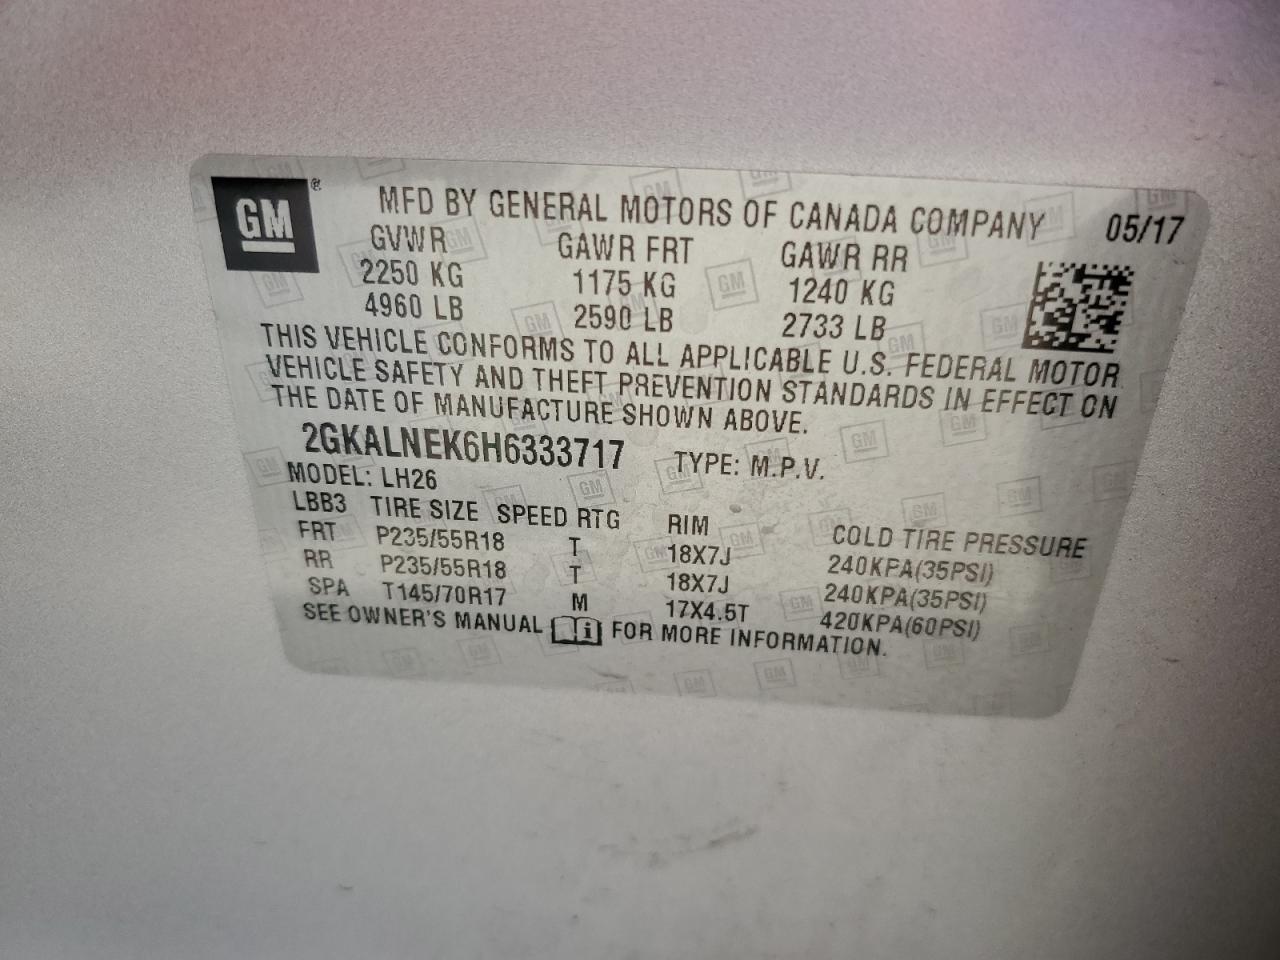 GM ® MFD BY GENERAL MOTORS OF CANADA COMPANY 05/17
GVWR GAWR FRT GAWR RR
2250 KG 1175 KG 1240 KG
4960 LB 2590 LB 2733 LB
THIS VEHICLE CONFORMS TO ALL APPLICABLE U.S. FEDERAL MOTOR
VEHICLE SAFETY AND THEFT PREVENTION STANDARDS IN EFFECT ON
THE DATE OF MANUFACTURE SHOWN ABOVE.
2GKALNEK6H6333717 TYPE: M.P.V.
MODEL: LH26
LBB3 TIRE SIZE SPEED RTG RIM COLD TIRE PRESSURE
FRT P235/55R18 T 18X7J 240KPA(35PSI)
RR P235/55R18 T 18X7J 240KPA(35PSI)
SPA T145/70R17 M 17X4.5T 420KPA(60PSI)
SEE OWNER'S MANUAL i FOR MORE INFORMATION.